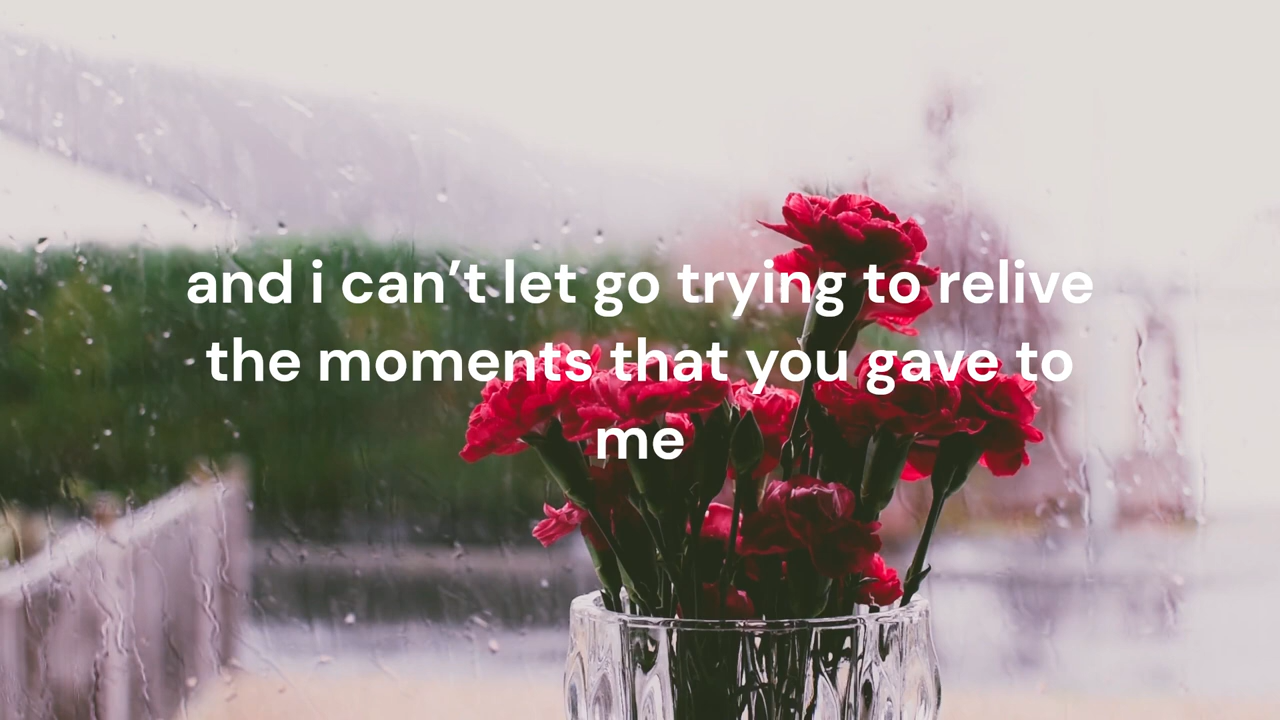 and i can’t let go trying to relive
the moments that you gave to
me